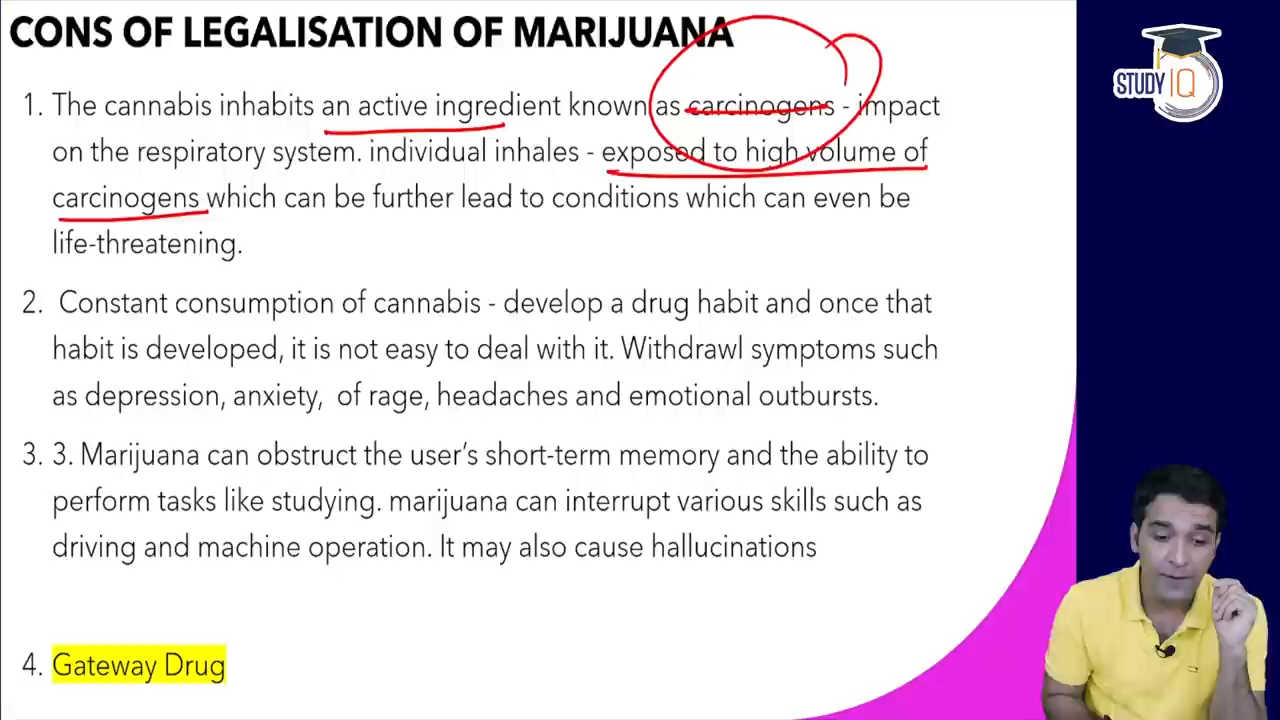 CONS OF LEGALISATION OF MARIJUANA
STUDY IQ
1. The cannabis inhabits an active ingredient known as carcinogens - impact
on the respiratory system. individual inhales - exposed to high volume of
carcinogens which can be further lead to conditions which can even be
life-threatening.
2. Constant consumption of cannabis - develop a drug habit and once that
habit is developed, it is not easy to deal with it. Withdrawl symptoms such
as depression, anxiety, of rage, headaches and emotional outbursts.
3. 3. Marijuana can obstruct the user’s short-term memory and the ability to
perform tasks like studying. marijuana can interrupt various skills such as
driving and machine operation. It may also cause hallucinations
4. Gateway Drug